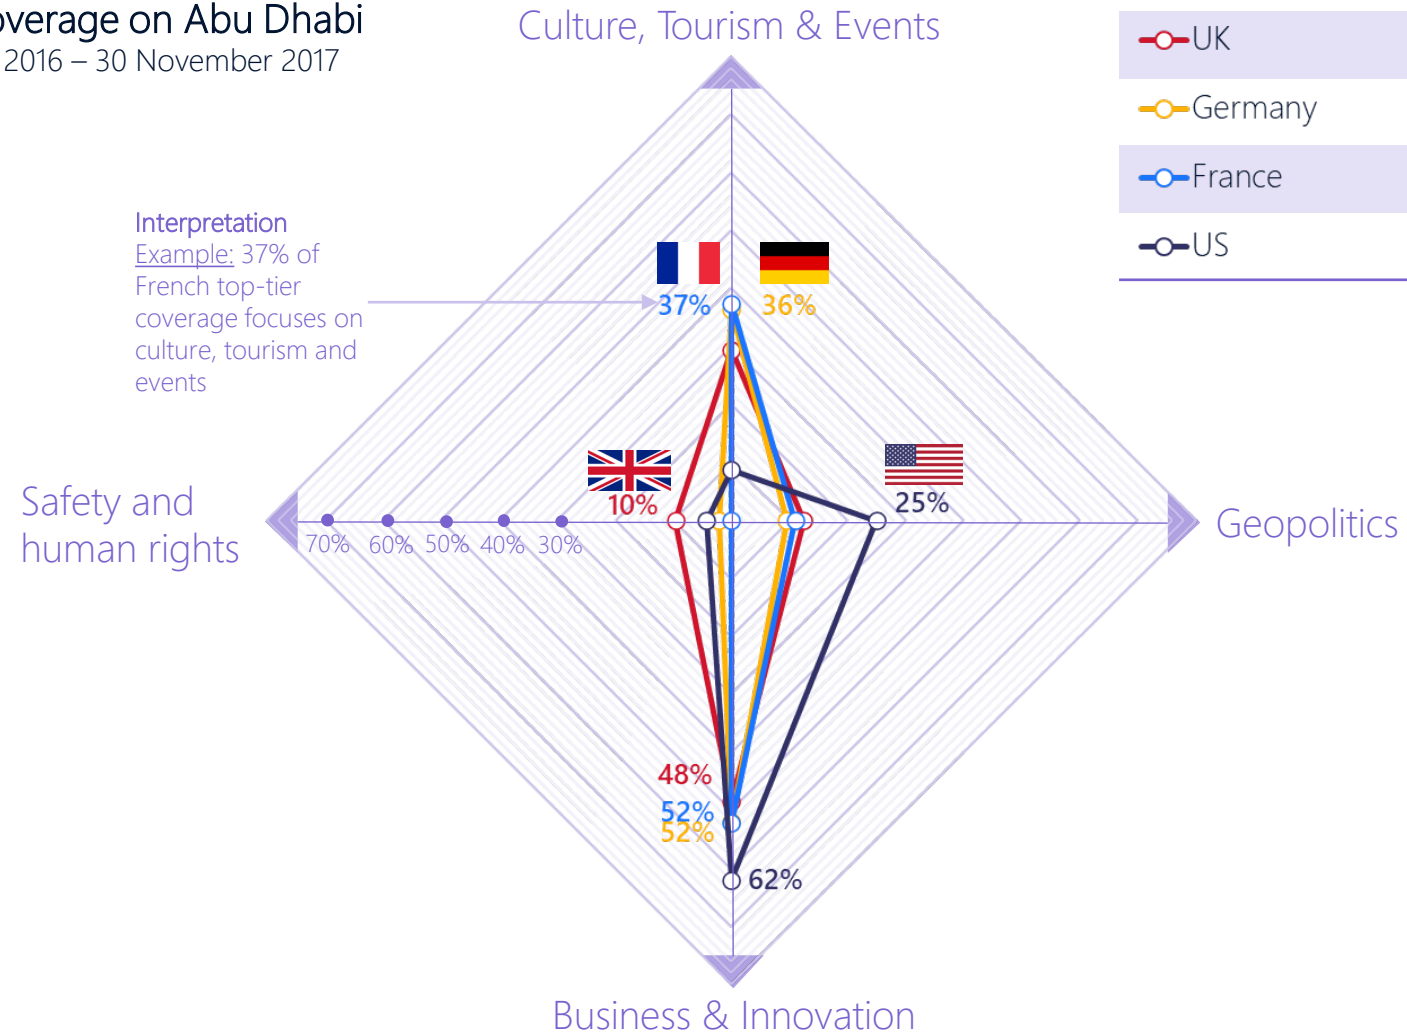 on Abu Dhabi
2016 – 30 November 2017
Culture, Tourism & Events
UK
Germany
France
US
Interpretation
Example: 37% of
French top-tier
coverage focuses on
culture, tourism and
events
37%
36%
10%
25%
Safety and
human rights
70%
60%
50%
40%
30%
Geopolitics
48%
52%
52%
62%
Business & Innovation